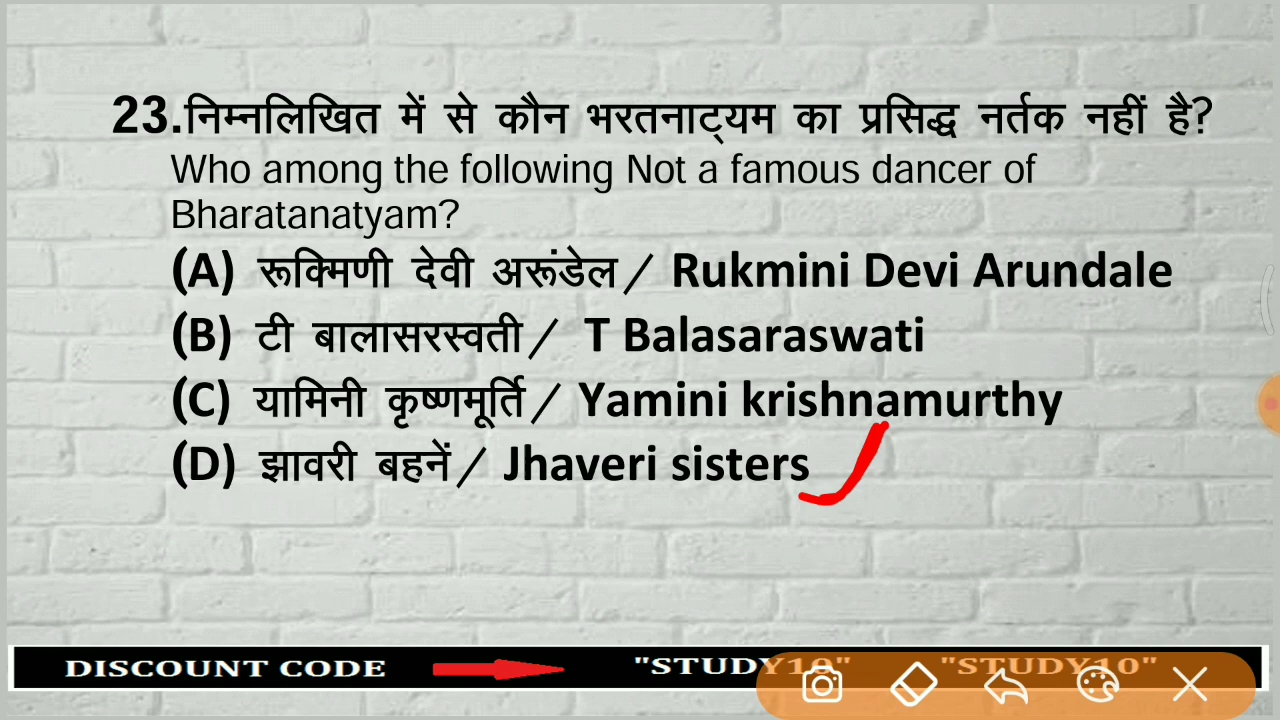 23.निम्नलिखित में से कौन भरतनाट्यम का प्रसिद्ध नर्तक नहीं है?
Who among the following Not a famous dancer of
Bharatanatyam?
(A) रूक्मिणी देवी अरूंडेल/ Rukmini Devi Arundale
(B) टी बालासरस्वती/ T Balasaraswati
(C) यामिनी कृष्णमूर्ति/ Yamini krishnamurthy
(D) झावरी बहनें/ Jhaveri sisters
DISCOUNT CODE "STUDY10" "STUDY10"